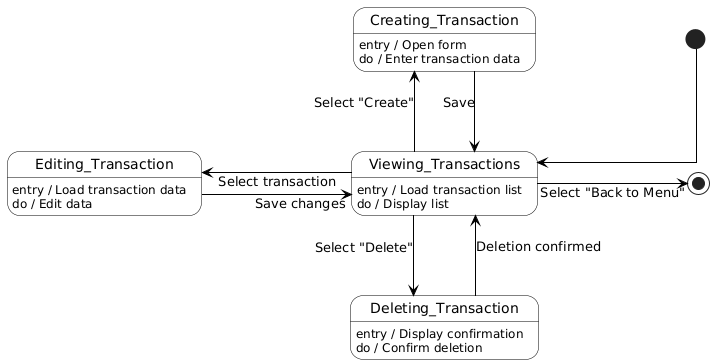 Creating_Transaction
entry / Open form
do / Enter transaction data
Select "Create"
Save
Editing_Transaction
entry / Load transaction data
do / Edit data
Select transaction
Save changes
Viewing_Transactions
entry / Load transaction list
do / Display list
Select "Back to Menu"
Select "Delete"
Deletion confirmed
Deleting_Transaction
entry / Display confirmation
do / Confirm deletion